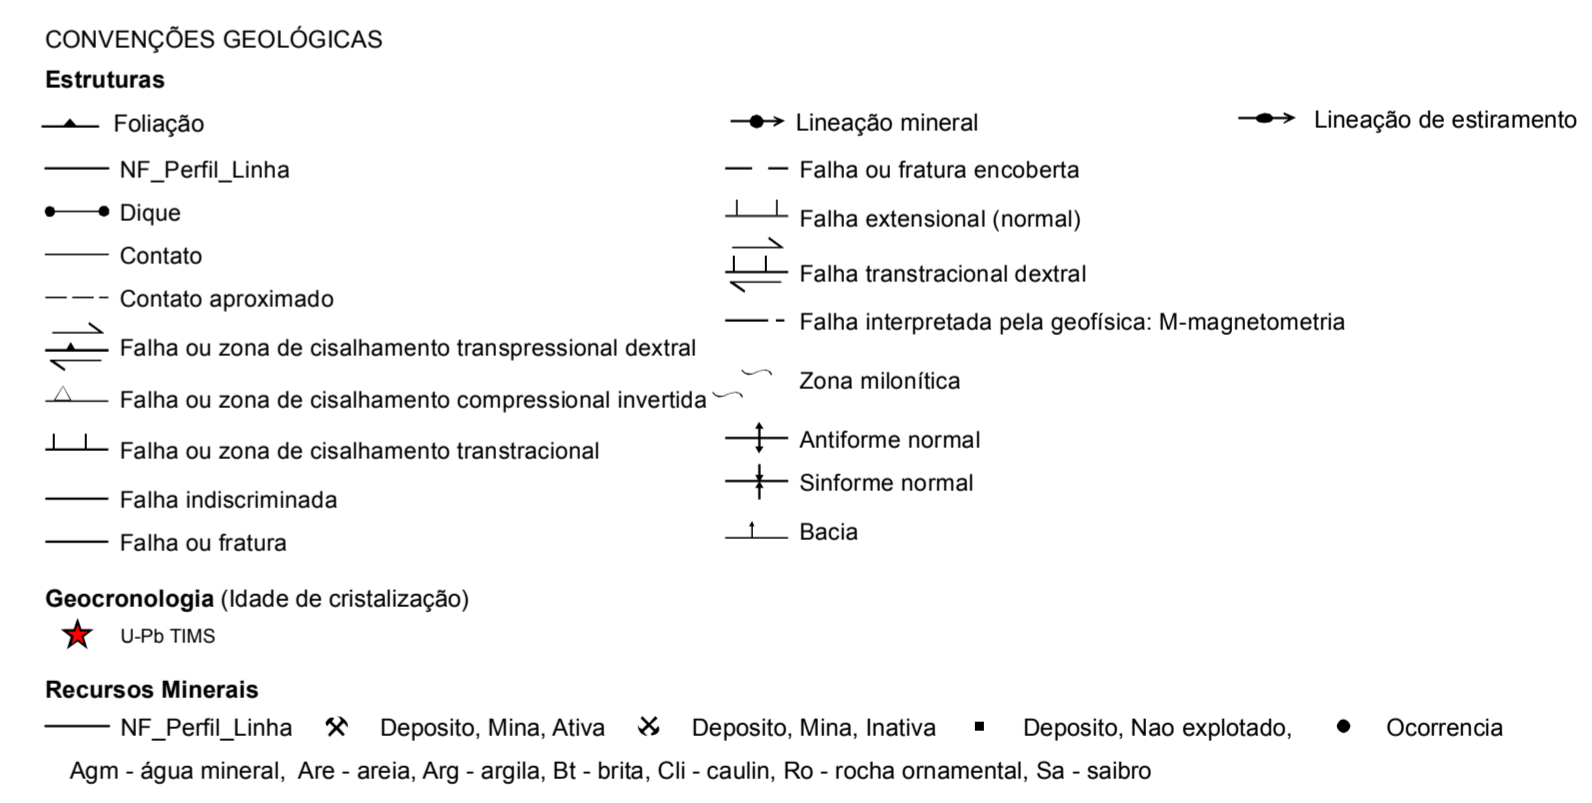 CONVENÇÕES GEOLÓGICAS
Estruturas
Foliação
NF_Perfil_Linha
Dique
Contato
Contato aproximado
Falha ou zona de cisalhamento transpressional dextral
Falha ou zona de cisalhamento compressional invertida
Falha ou zona de cisalhamento transtracional
Falha indiscriminada
Falha ou fratura
Lineação mineral
Falha ou fratura encoberta
Falha extensional (normal)
Falha transtracional dextral
Falha interpretada pela geofísica: M-magnetometria
Zona milonítica
Antiforme normal
Sinforme normal
Bacia
Lineação de estiramento
Geocronologia (Idade de cristalização)
U-Pb TIMS
Recursos Minerais
NF_Perfil_Linha Deposito, Mina, Ativa Deposito, Mina, Inativa Deposito, Nao explotado, Ocorrencia
Agm - água mineral, Are - areia, Arg - argila, Bt - brita, Cli - caulin, Ro - rocha ornamental, Sa - saibro